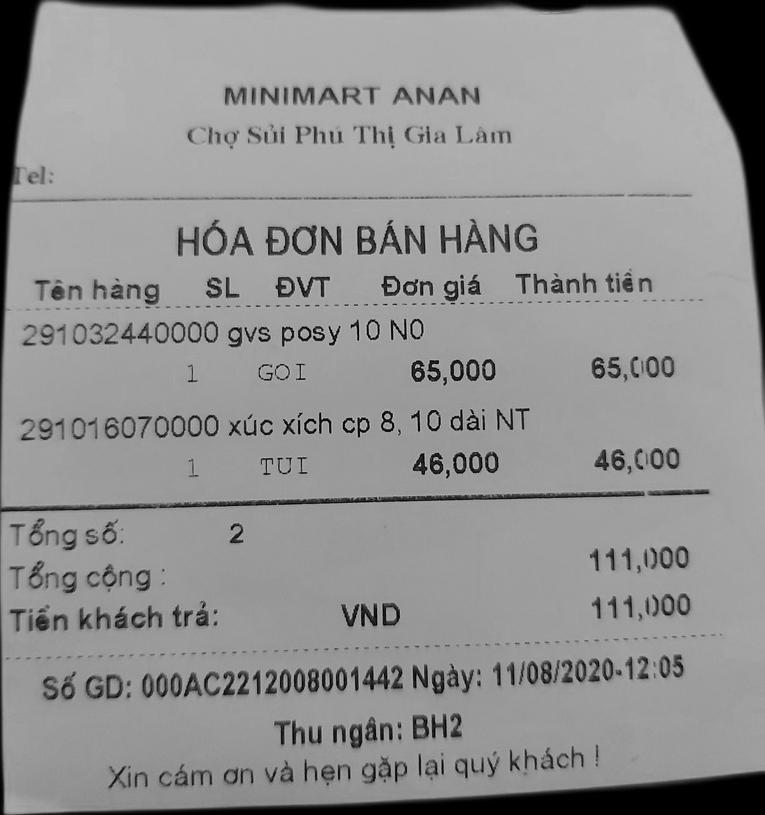 MINIMART ANAN
Chợ Sủi Phú Thị Gia Lâm
Tel:
HÓA ĐƠN BÁN HÀNG
Tên hàng SL ĐVT Đơn giá Thành tiền
291032440000 gvs posy 10 N0
1 GOI 65,000 65,000
291016070000 xúc xích cp 8, 10 dài NT
1 TUI 46,000 46,000
Tổng số: 2
Tổng cộng : 111,000
Tiền khách trả: VND 111,000
Số GD: 000AC2212008001442 Ngày: 11/08/2020-12:05
Thu ngân: BH2
Xin cám ơn và hẹn gặp lại quý khách !